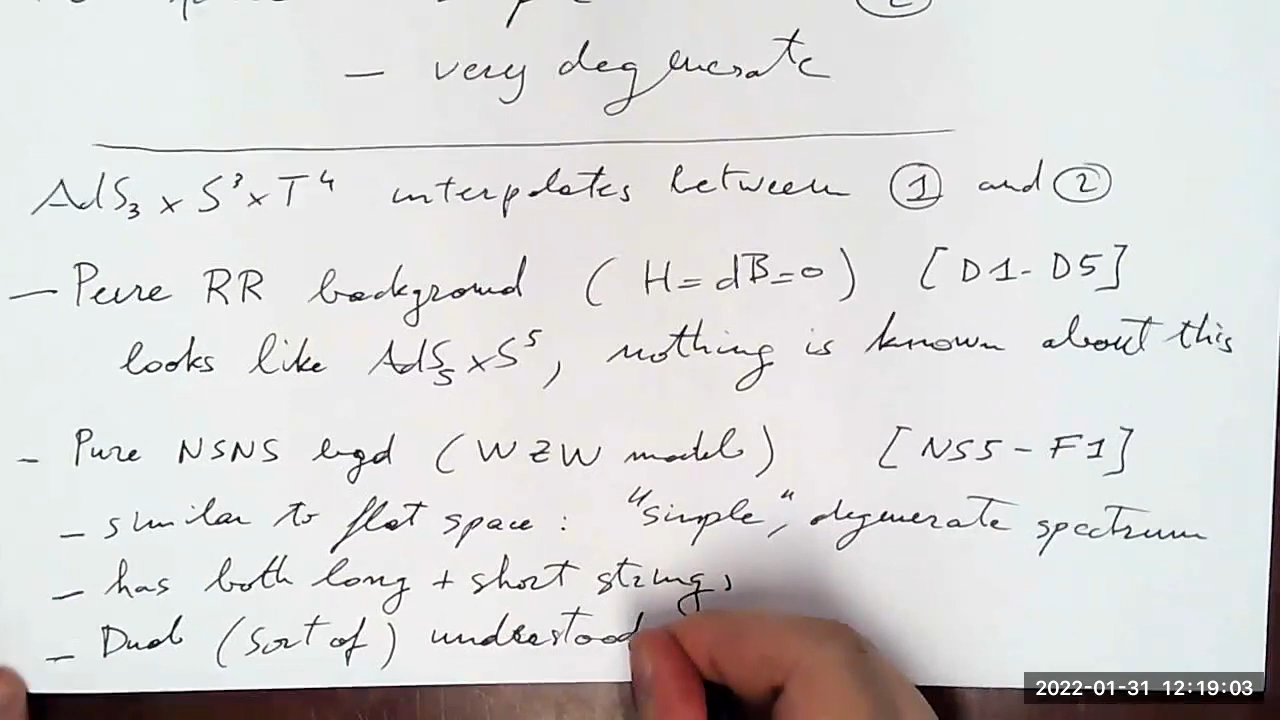 ②
— very degenerate
AdS₃ × S³ × T⁴ interpolates between ① and ②
— Pure RR background ( H = dB = 0 ) [ D1 - D5 ]
looks like AdS₅ × S⁵, nothing is known about this
- Pure NSNS bgd ( WZW models ) [ NS5 - F1 ]
- similar to flat space : "simple", degenerate spectrum
- has both long + short strings
- Dual ( sort of ) understood
2022-01-31 12:19:03